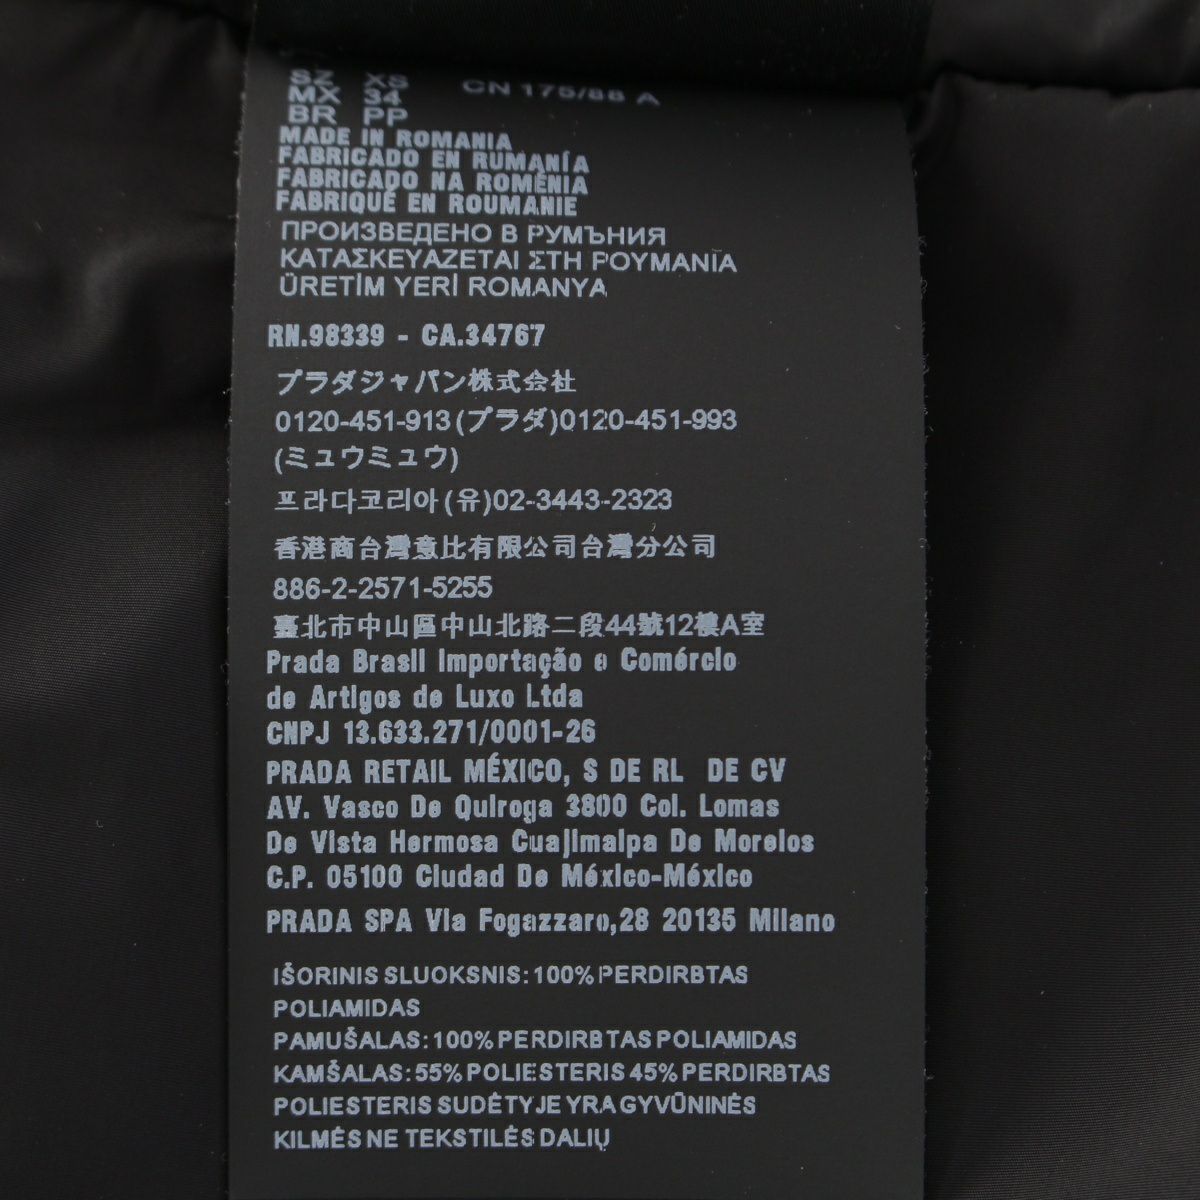 SZ XS CN 175/88 A
MX 34
BR PP
MADE IN ROMANIA
FABRICADO EN RUMANÍA
FABRICADO NA ROMÊNIA
FABRIQUÉ EN ROUMANIE
ПРОИЗВЕДЕНО В РУМЪНИЯ
ΚΑΤΑΣΚΕΥΑΖΕΤΑΙ ΣΤΗ ΡΟΥΜΑΝΙΑ
ÜRETİM YERİ ROMANYA
RN.98339 - CA.34767
プラダジャパン株式会社
0120-451-913(プラダ)0120-451-993
(ミュウミュウ)
프라다코리아(유)02-3443-2323
香港商台灣意比有限公司台灣分公司
886-2-2571-5255
臺北市中山區中山北路二段44號12樓A室
Prada Brasil Importação e Comércio
de Artigos de Luxo Ltda
CNPJ 13.633.271/0001-26
PRADA RETAIL MÉXICO, S DE RL DE CV
AV. Vasco De Quiroga 3800 Col. Lomas
De Vista Hermosa Cuajimalpa De Morelos
C.P. 05100 Ciudad De México-México
PRADA SPA Via Fogazzaro,28 20135 Milano
IŠORINIS SLUOKSNIS: 100% PERDIRBTAS
POLIAMIDAS
PAMUŠALAS: 100% PERDIRBTAS POLIAMIDAS
KAMŠALAS: 55% POLIESTERIS 45% PERDIRBTAS
POLIESTERIS SUDĖTYJE YRA GYVŪNINĖS
KILMĖS NE TEKSTILĖS DALIŲ